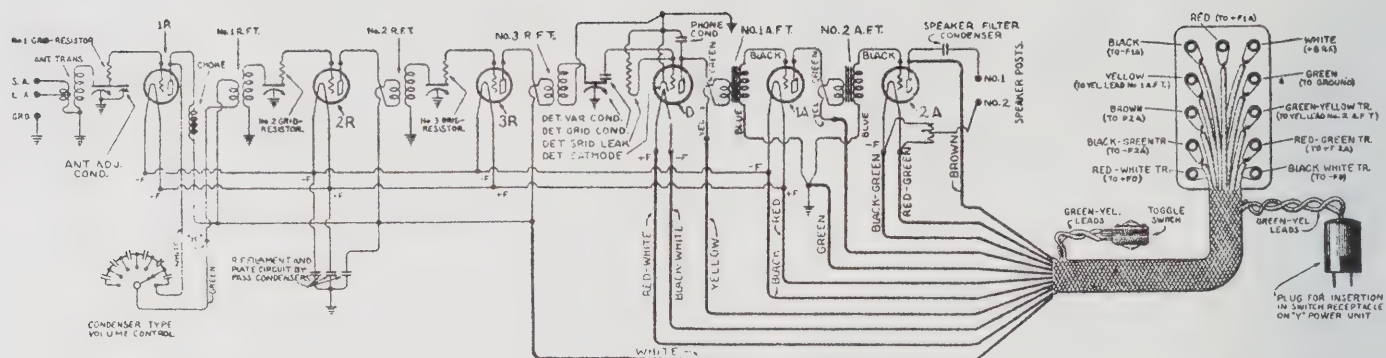 No.1 GRID-RESISTOR
ANT. TRANS.
S.A.
L.A.
GRD
ANT ADJ.
COND.
1R
CHOKE
No.1 R.F.T.
No.2 GRID-
RESISTOR
2R
No.2 R.F.T.
No.3 GRID-
RESISTOR
3R
No.3 R.F.T.
DET. VAR COND.
DET GRID COND.
DET GRID LEAK
DET CATHODE
PHONE
COND
D
GREEN
YEL
No.1 A.F.T.
BLACK
BLUE
1A
GREEN
YEL
NO.2 A.F.T.
BLACK
BLUE
2A
SPEAKER FILTER
CONDENSER
NO.1
NO.2
SPEAKER POSTS.
-F
+F
-F
+F
-F
+F
+F
-F
-F
+F
-F
WHITE
GREEN
CONDENSER TYPE
VOLUME CONTROL
R.F FILAMENT AND
PLATE CIRCUIT BY
PASS CONDENSERS
RED-WHITE
BLACK-WHITE
YELLOW
BLACK
RED
GREEN
BLACK-GREEN
RED-GREEN
BROWN
WHITE
GREEN-YEL.
LEADS
TOGGLE
SWITCH
RED (TO +F1A)
BLACK
(TO-F1A)
YELLOW
(TO YEL LEAD No 1 A.F.T.)
BROWN
(TO P2A)
BLACK-GREEN TR.
(TO-F2A)
RED-WHITE TR.
(TO+FD)
WHITE
GREEN
(TO GROUND)
GREEN-YELLOW TR.
(TO YEL LEAD No. 2 A.F.T)
RED-GREEN TR.
(TO+F2A)
BLACK WHITE TR.
(TO-FD)
GREEN-YEL
LEADS
PLUG FOR INSERTION
IN SWITCH RECEPTACLE
ON "Y" POWER UNIT